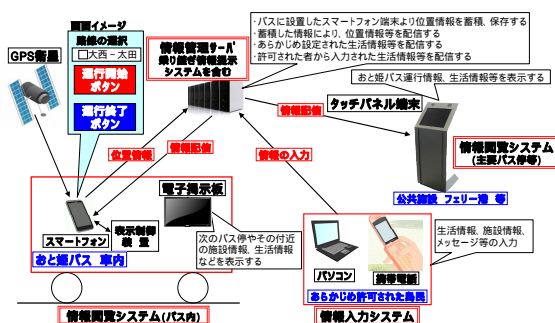 画面イメージ
路線の選択
□大西－太田
運行開始
ボタン
運行終了
ボタン
GPS衛星
情報管理サーバ
乗り継ぎ情報提示
システムを含む
・バスに設置したスマートフォン端末より位置情報を蓄積、保存する
・蓄積した情報により、位置情報等を配信する
・あらかじめ設定された生活情報等を配信する
・許可された者から入力された生活情報等を配信する
おと姫バス運行情報、生活情報等を表示する
タッチパネル端末
情報配信
情報閲覧システム
(主要バス停等)
公共施設 フェリー港 等
位置情報
情報配信
情報の入力
電子掲示板
スマートフォン
表示制御
装 置
おと姫バス 車内
次のバス停やその付近
の施設情報、生活情報
などを表示する
情報閲覧システム(バス内)
パソコン
携帯電話
あらかじめ許可された島民
情報入力システム
生活情報、施設情報、
メッセージ等の入力